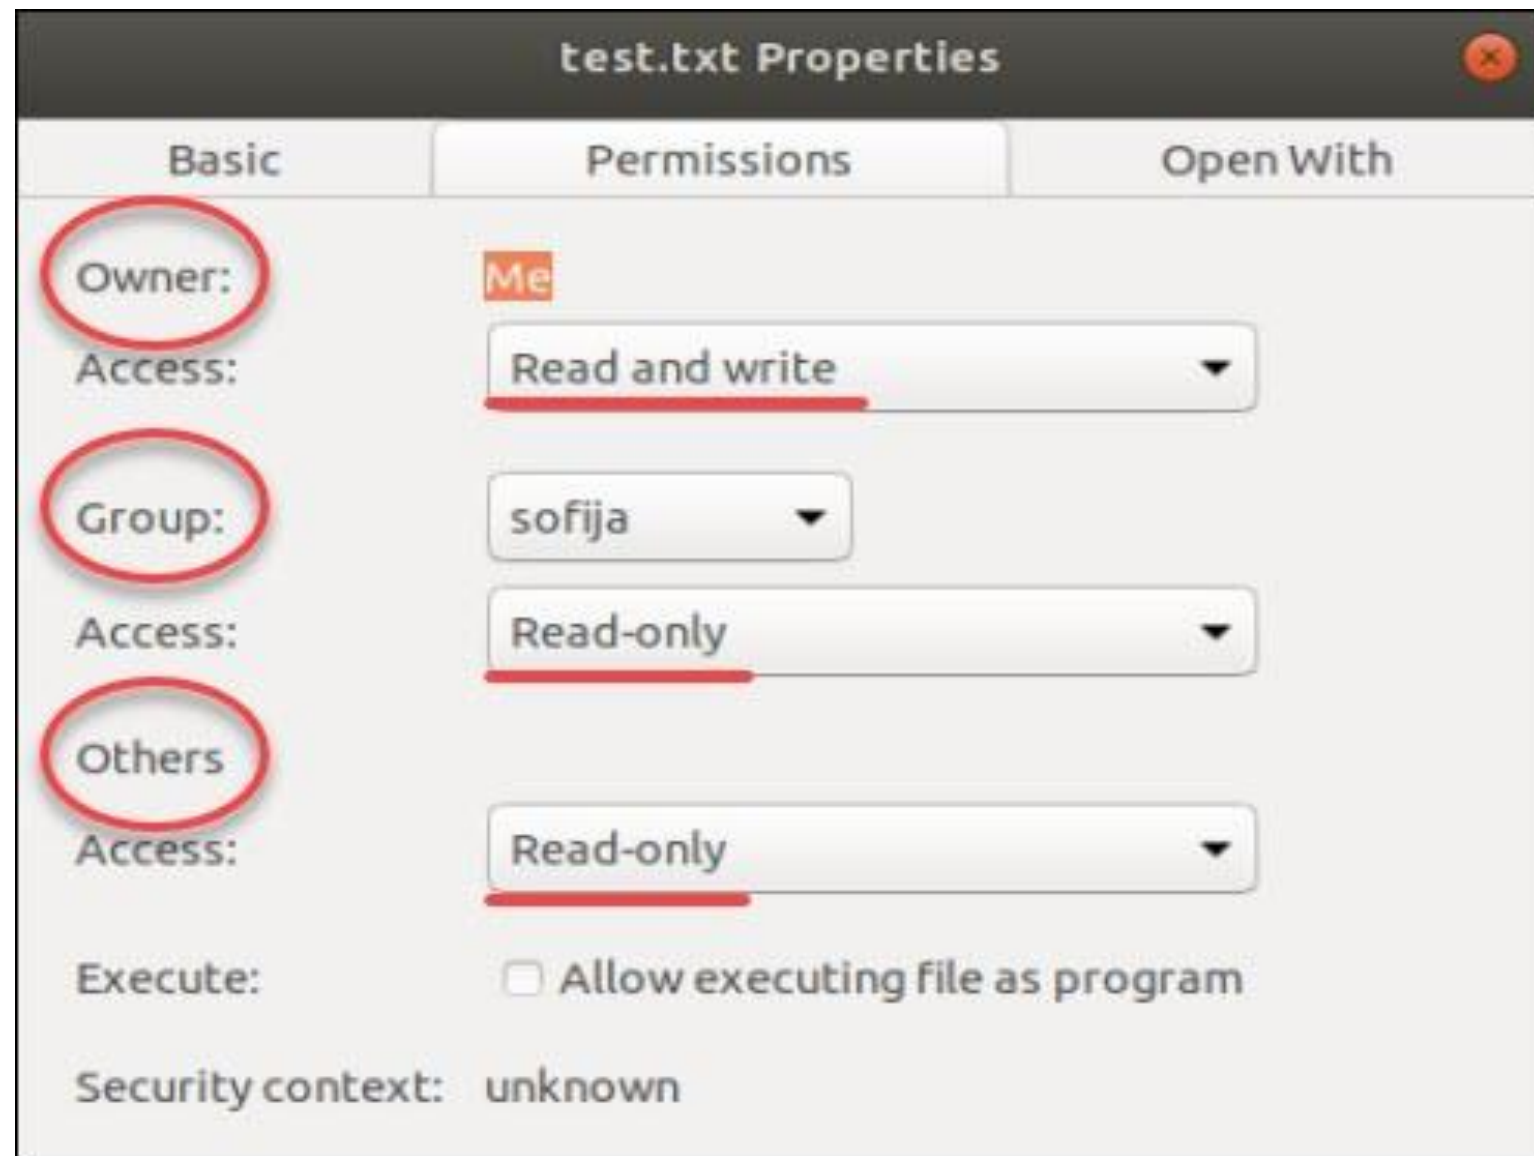 test.txt Properties
Basic Permissions Open With
Owner: Me
Access: Read and write
Group: sofija
Access: Read-only
Others
Access: Read-only
Execute: Allow executing file as program
Security context: unknown